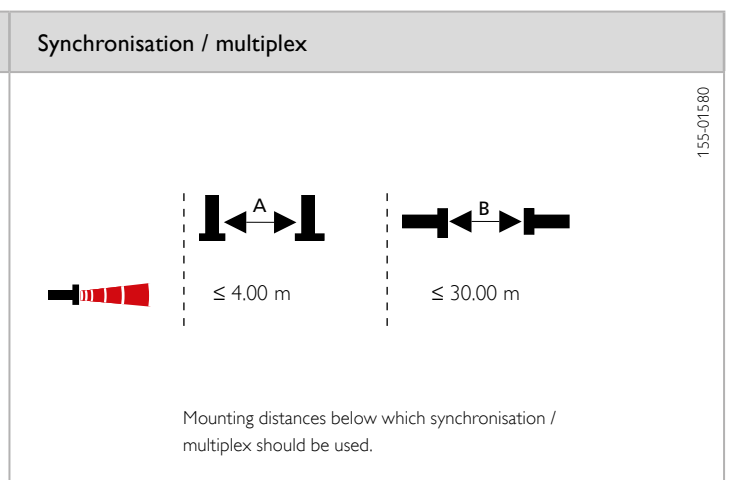 Synchronisation / multiplex
155-01580
A
B
≤ 4.00 m
≤ 30.00 m
Mounting distances below which synchronisation /
multiplex should be used.